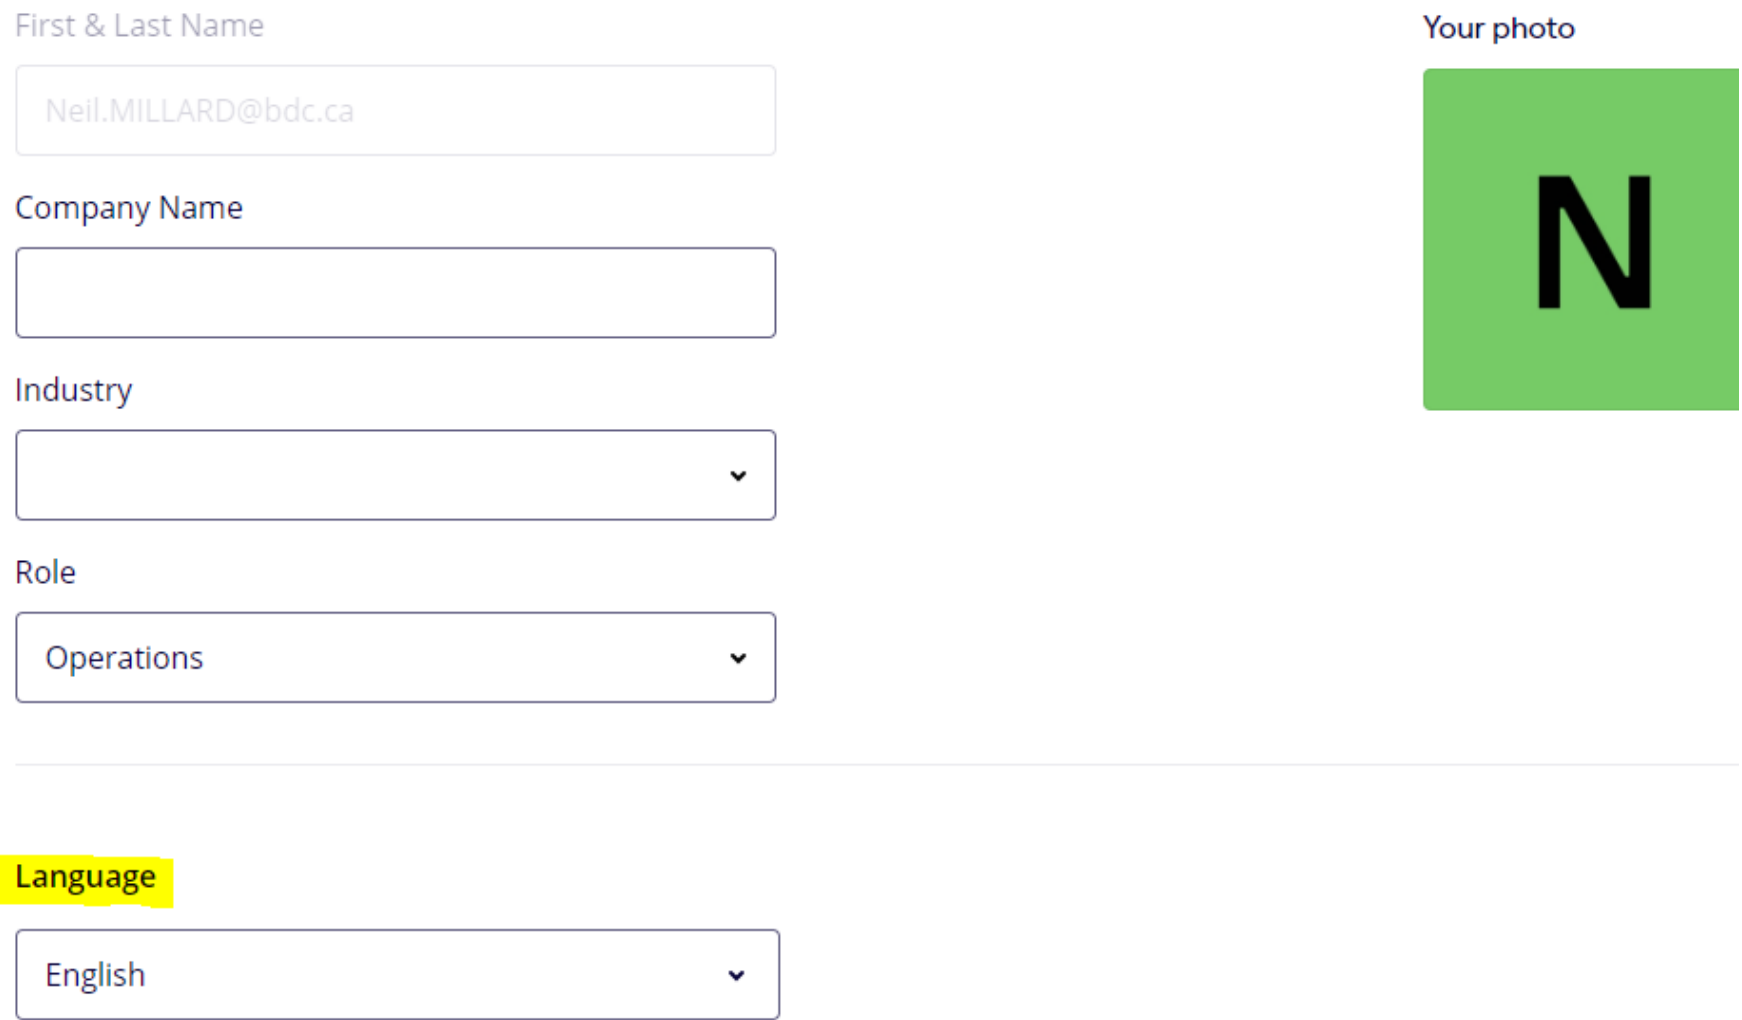 First & Last Name
Neil.MILLARD@bdc.ca
Company Name
Industry
Role
Operations
Language
English
Your photo
N